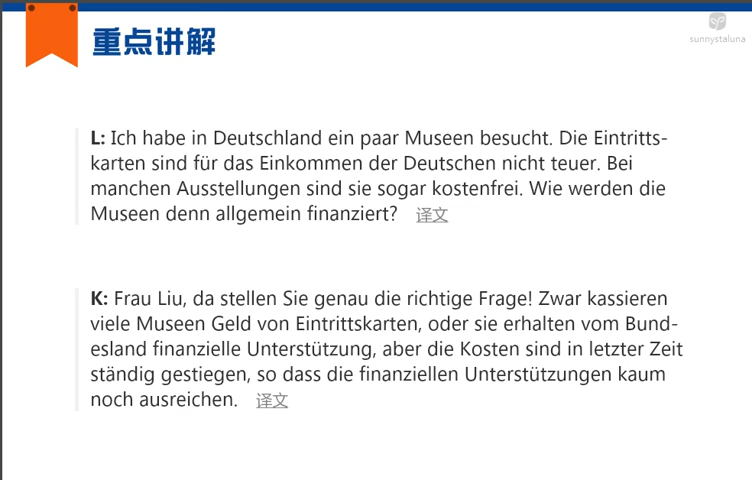 重点讲解
sunnystaluna
L: Ich habe in Deutschland ein paar Museen besucht. Die Eintritts-
karten sind für das Einkommen der Deutschen nicht teuer. Bei
manchen Ausstellungen sind sie sogar kostenfrei. Wie werden die
Museen denn allgemein finanziert? 译文
K: Frau Liu, da stellen Sie genau die richtige Frage! Zwar kassieren
viele Museen Geld von Eintrittskarten, oder sie erhalten vom Bund-
esland finanzielle Unterstützung, aber die Kosten sind in letzter Zeit
ständig gestiegen, so dass die finanziellen Unterstützungen kaum
noch ausreichen. 译文